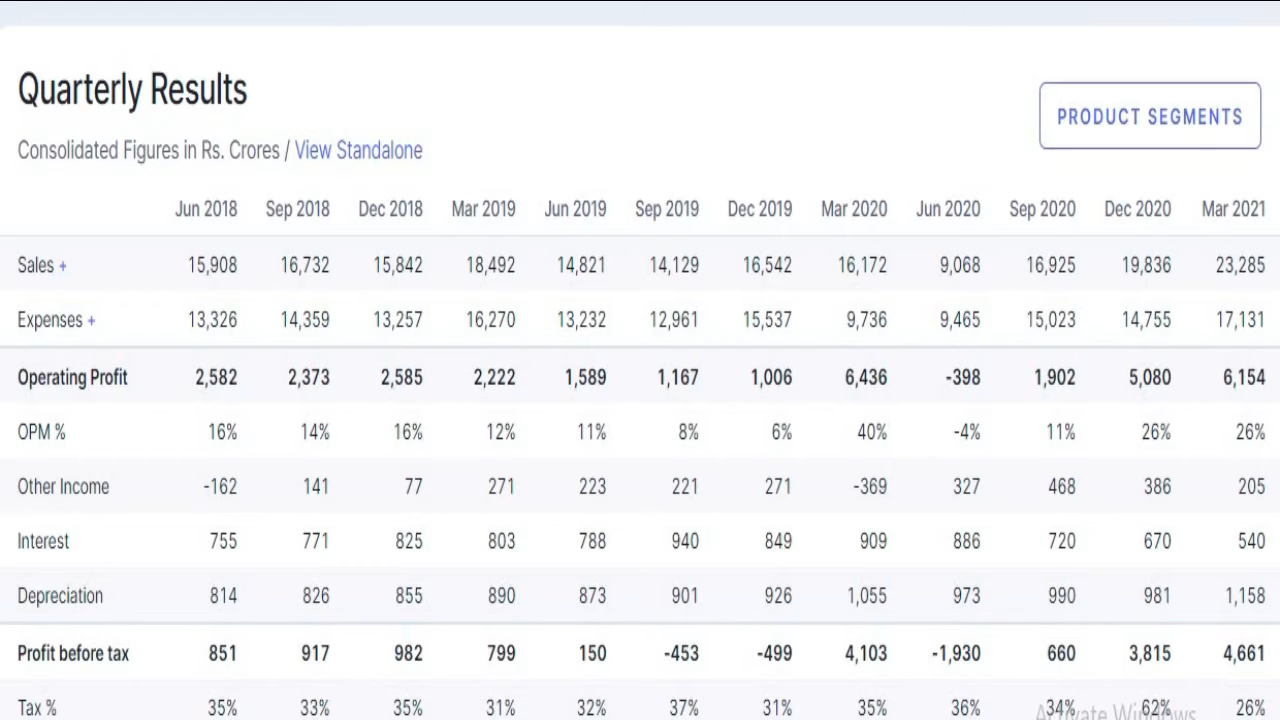 Quarterly Results
PRODUCT SEGMENTS
Consolidated Figures in Rs. Crores / View Standalone
Jun 2018 Sep 2018 Dec 2018 Mar 2019 Jun 2019 Sep 2019 Dec 2019 Mar 2020 Jun 2020 Sep 2020 Dec 2020 Mar 2021
Sales + 15,908 16,732 15,842 18,492 14,821 14,129 16,542 16,172 9,068 16,925 19,836 23,285
Expenses + 13,326 14,359 13,257 16,270 13,232 12,961 15,537 9,736 9,465 15,023 14,755 17,131
Operating Profit 2,582 2,373 2,585 2,222 1,589 1,167 1,006 6,436 -398 1,902 5,080 6,154
OPM % 16% 14% 16% 12% 11% 8% 6% 40% -4% 11% 26% 26%
Other Income -162 141 77 271 223 221 271 -369 327 468 386 205
Interest 755 771 825 803 788 940 849 909 886 720 670 540
Depreciation 814 826 855 890 873 901 926 1,055 973 990 981 1,158
Profit before tax 851 917 982 799 150 -453 -499 4,103 -1,930 660 3,815 4,661
Tax % 35% 33% 35% 31% 32% 37% 31% 35% 36% 34% 62% 26%
Activate Windows